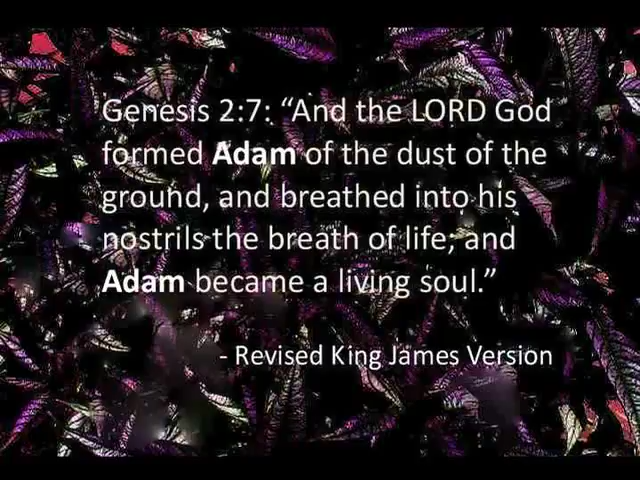 Genesis 2:7: “And the LORD God
formed Adam of the dust of the
ground, and breathed into his
nostrils the breath of life; and
Adam became a living soul.”
- Revised King James Version